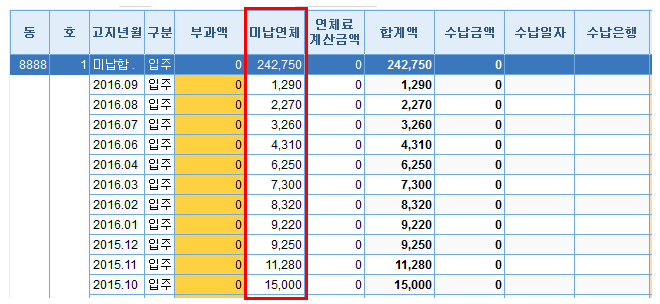 동 호 고지년월 구분 부과액 미납연체 연체료 계산금액 합계액 수납금액 수납일자 수납은행
8888 1 미납합 . 입주 0 242,750 0 242,750 0
2016.09 입주 0 1,290 0 1,290 0
2016.08 입주 0 2,270 0 2,270 0
2016.07 입주 0 3,260 0 3,260 0
2016.06 입주 0 4,310 0 4,310 0
2016.04 입주 0 6,250 0 6,250 0
2016.03 입주 0 7,300 0 7,300 0
2016.02 입주 0 8,320 0 8,320 0
2016.01 입주 0 9,220 0 9,220 0
2015.12 입주 0 9,250 0 9,250 0
2015.11 입주 0 11,280 0 11,280 0
2015.10 입주 0 15,000 0 15,000 0